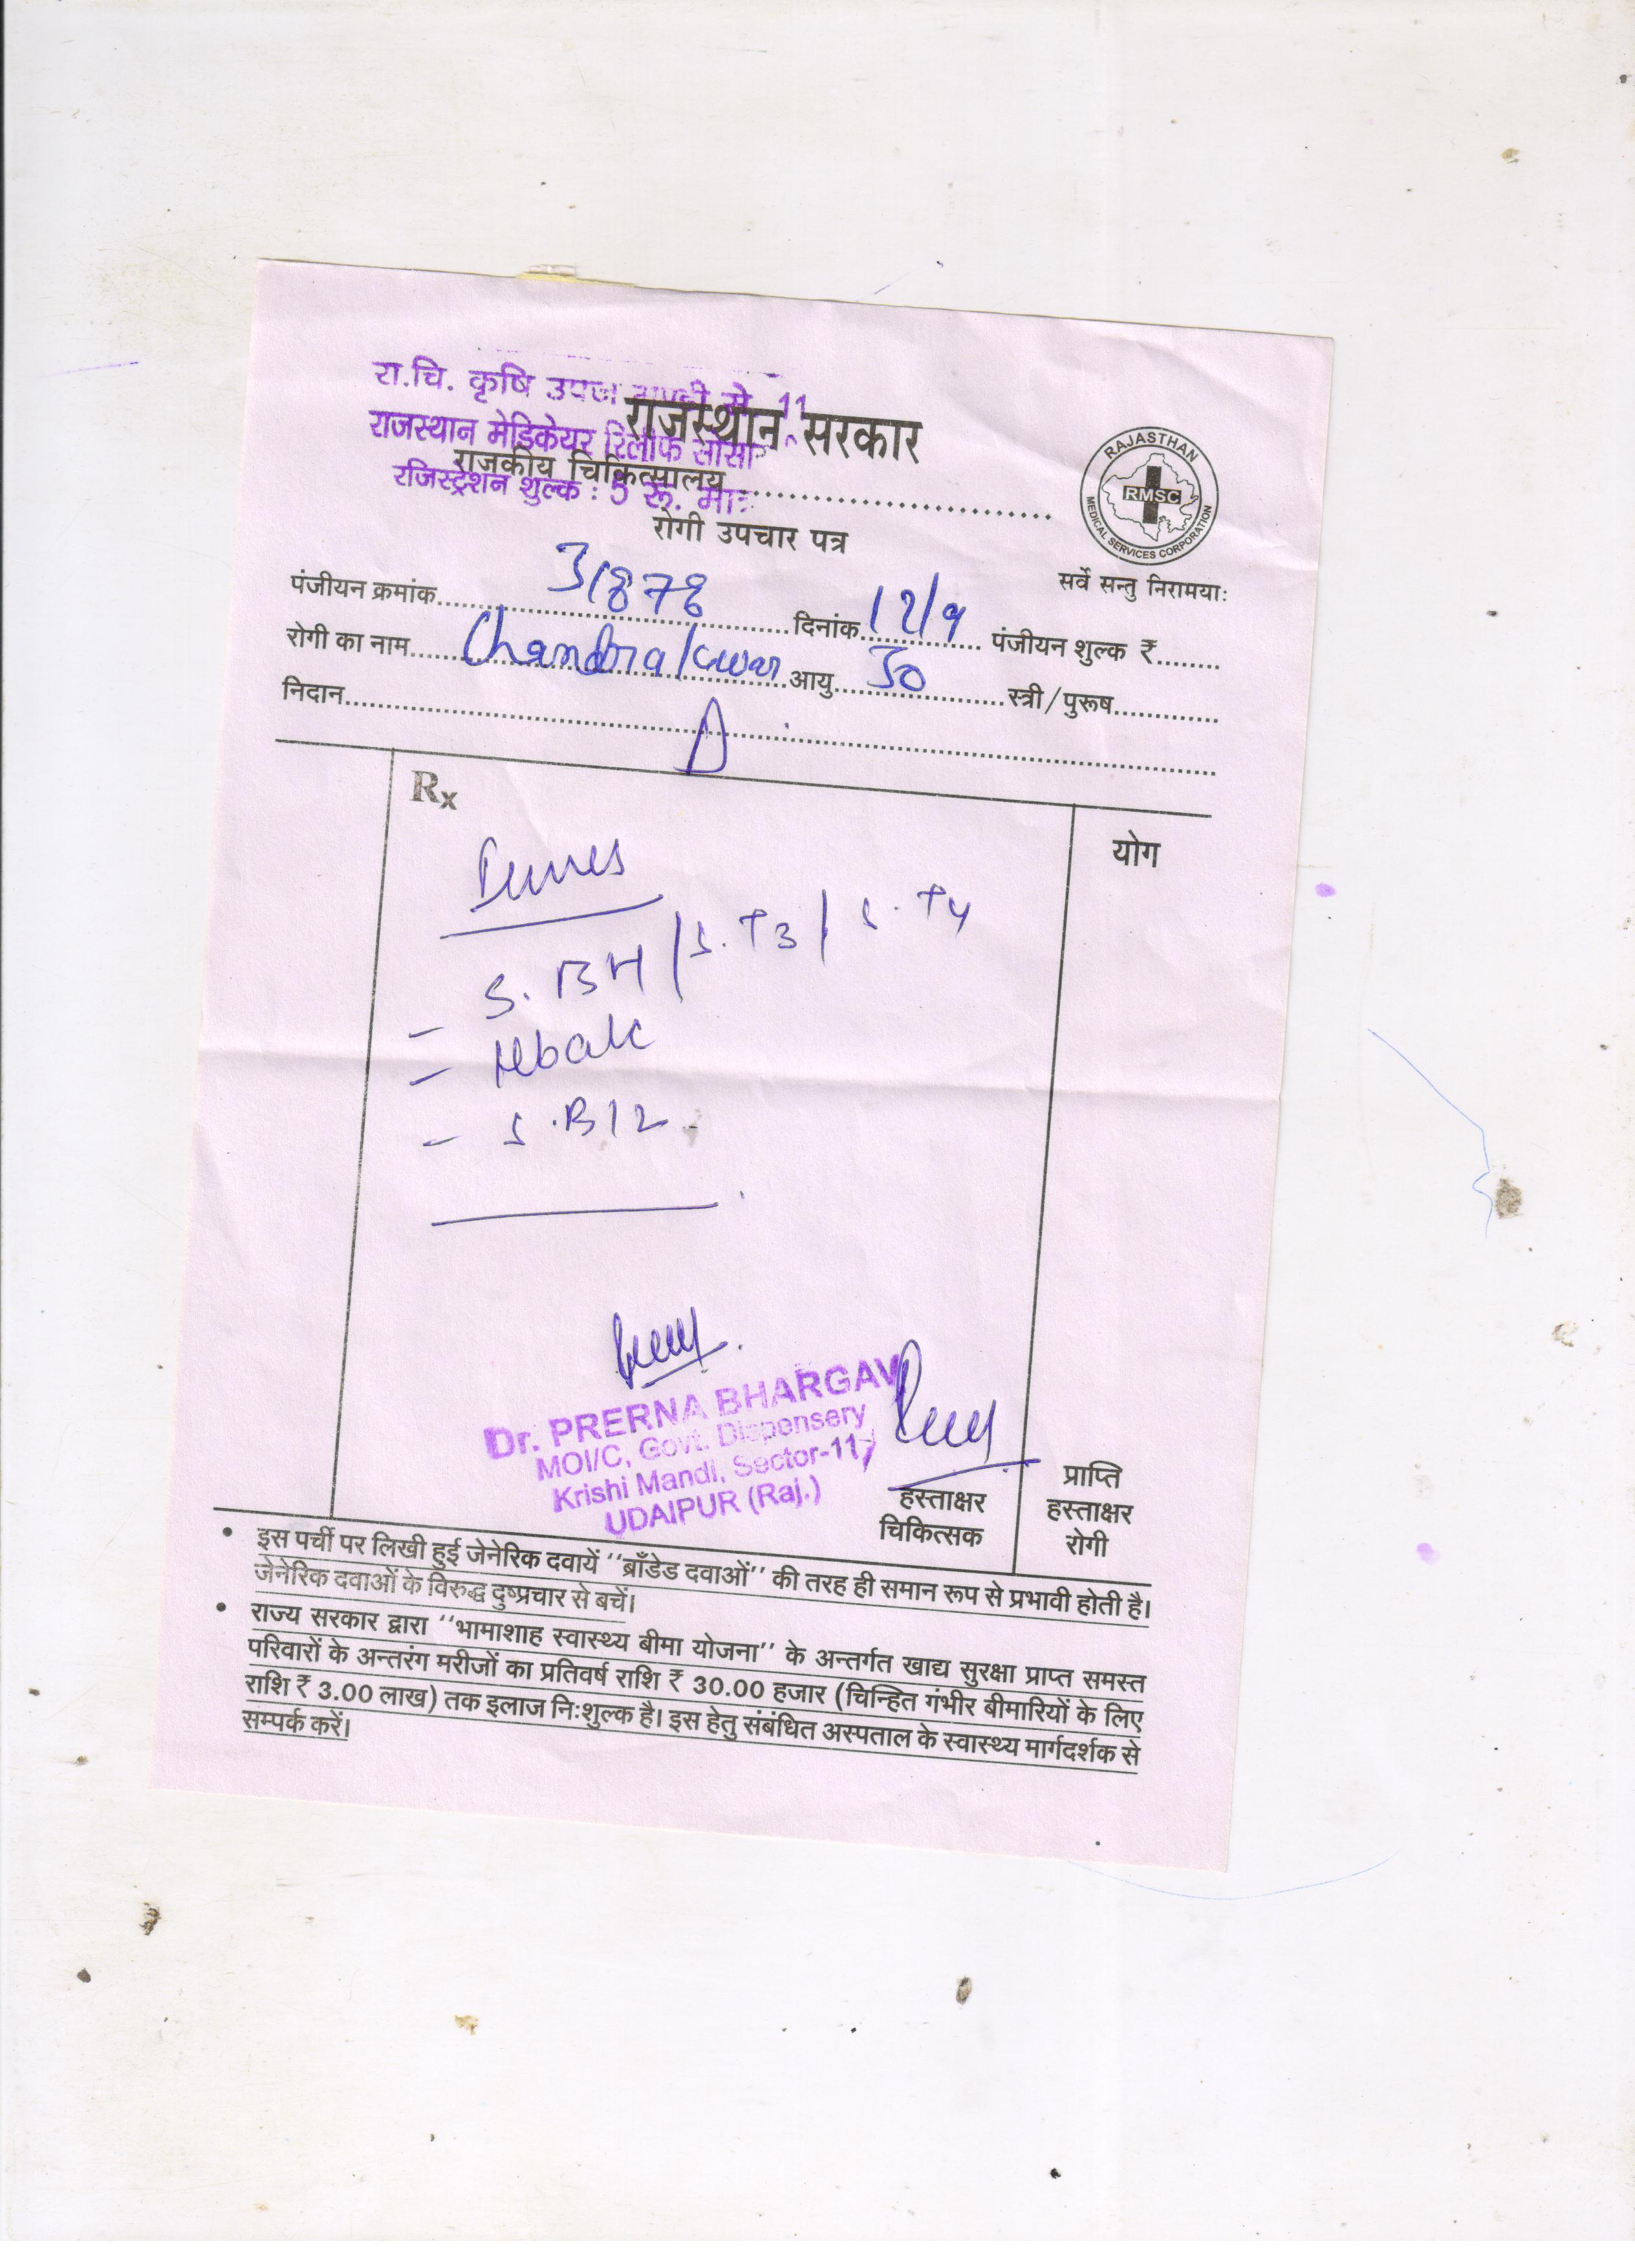 रा.चि. कृषि उपज मण्डी से 11
राजस्थान सरकार
राजस्थान मेडिकेयर रिलीफ सोसा
राजकीय चिकित्सालय
रजिस्ट्रेशन शुल्क : 5 रू. मात्र
रोगी उपचार पत्र
RAJASTHAN
RMSC
MEDICAL SERVICES CORPORATION
सर्वे सन्तु निरामयाः
पंजीयन क्रमांक 31878 दिनांक 12/9 पंजीयन शुल्क ₹
रोगी का नाम Chandra kwar आयु 50 स्त्री/पुरूष
निदान
Rx
योग
S. / S. T3 / S. T4
- HbA1c
- S. B12
Dr. PRERNA BHARGAV
MOI/C, Govt. Dispensery
Krishi Mandi, Sector-11,
UDAIPUR (Raj.)
हस्ताक्षर
चिकित्सक
प्राप्ति
हस्ताक्षर
रोगी
• इस पर्ची पर लिखी हुई जेनेरिक दवायें ''ब्राँडेड दवाओं'' की तरह ही समान रूप से प्रभावी होती है।
जेनेरिक दवाओं के विरुद्ध दुष्प्रचार से बचें।
• राज्य सरकार द्वारा ''भामाशाह स्वास्थ्य बीमा योजना'' के अन्तर्गत खाद्य सुरक्षा प्राप्त समस्त
परिवारों के अन्तरंग मरीजों का प्रतिवर्ष राशि ₹ 30.00 हजार (चिन्हित गंभीर बीमारियों के लिए
राशि ₹ 3.00 लाख) तक इलाज निःशुल्क है। इस हेतु संबंधित अस्पताल के स्वास्थ्य मार्गदर्शक से
सम्पर्क करें।